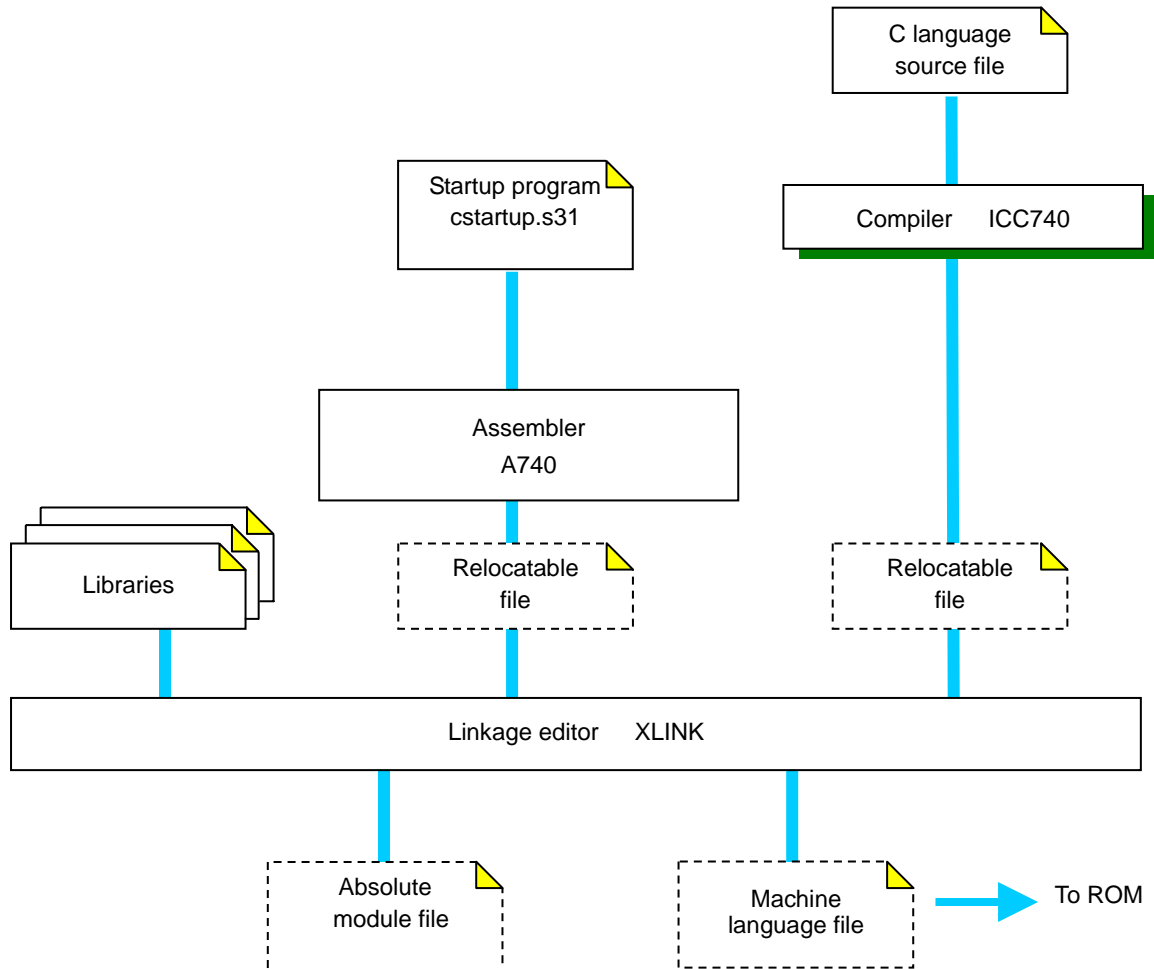 C language
source file
Startup program
cstartup.s31
Compiler ICC740
Assembler
A740
Libraries
Relocatable
file
Relocatable
file
Linkage editor XLINK
Absolute
module file
Machine
language file
To ROM